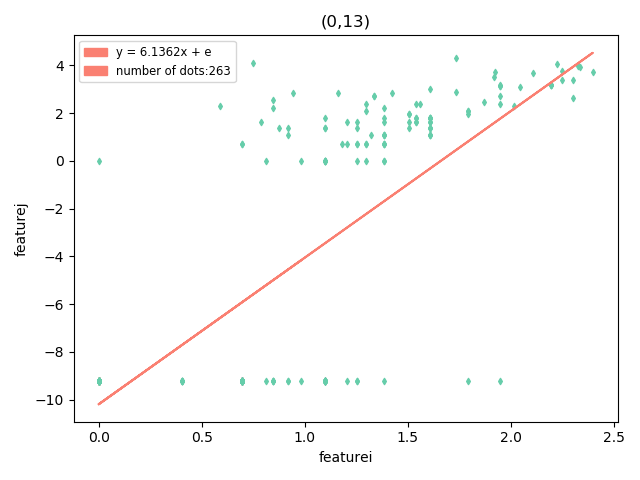 (0,13)
y = 6.1362x + e
number of dots:263
featurej
4
2
0
−2
−4
−6
−8
−10
0.0 0.5 1.0 1.5 2.0 2.5
featurei